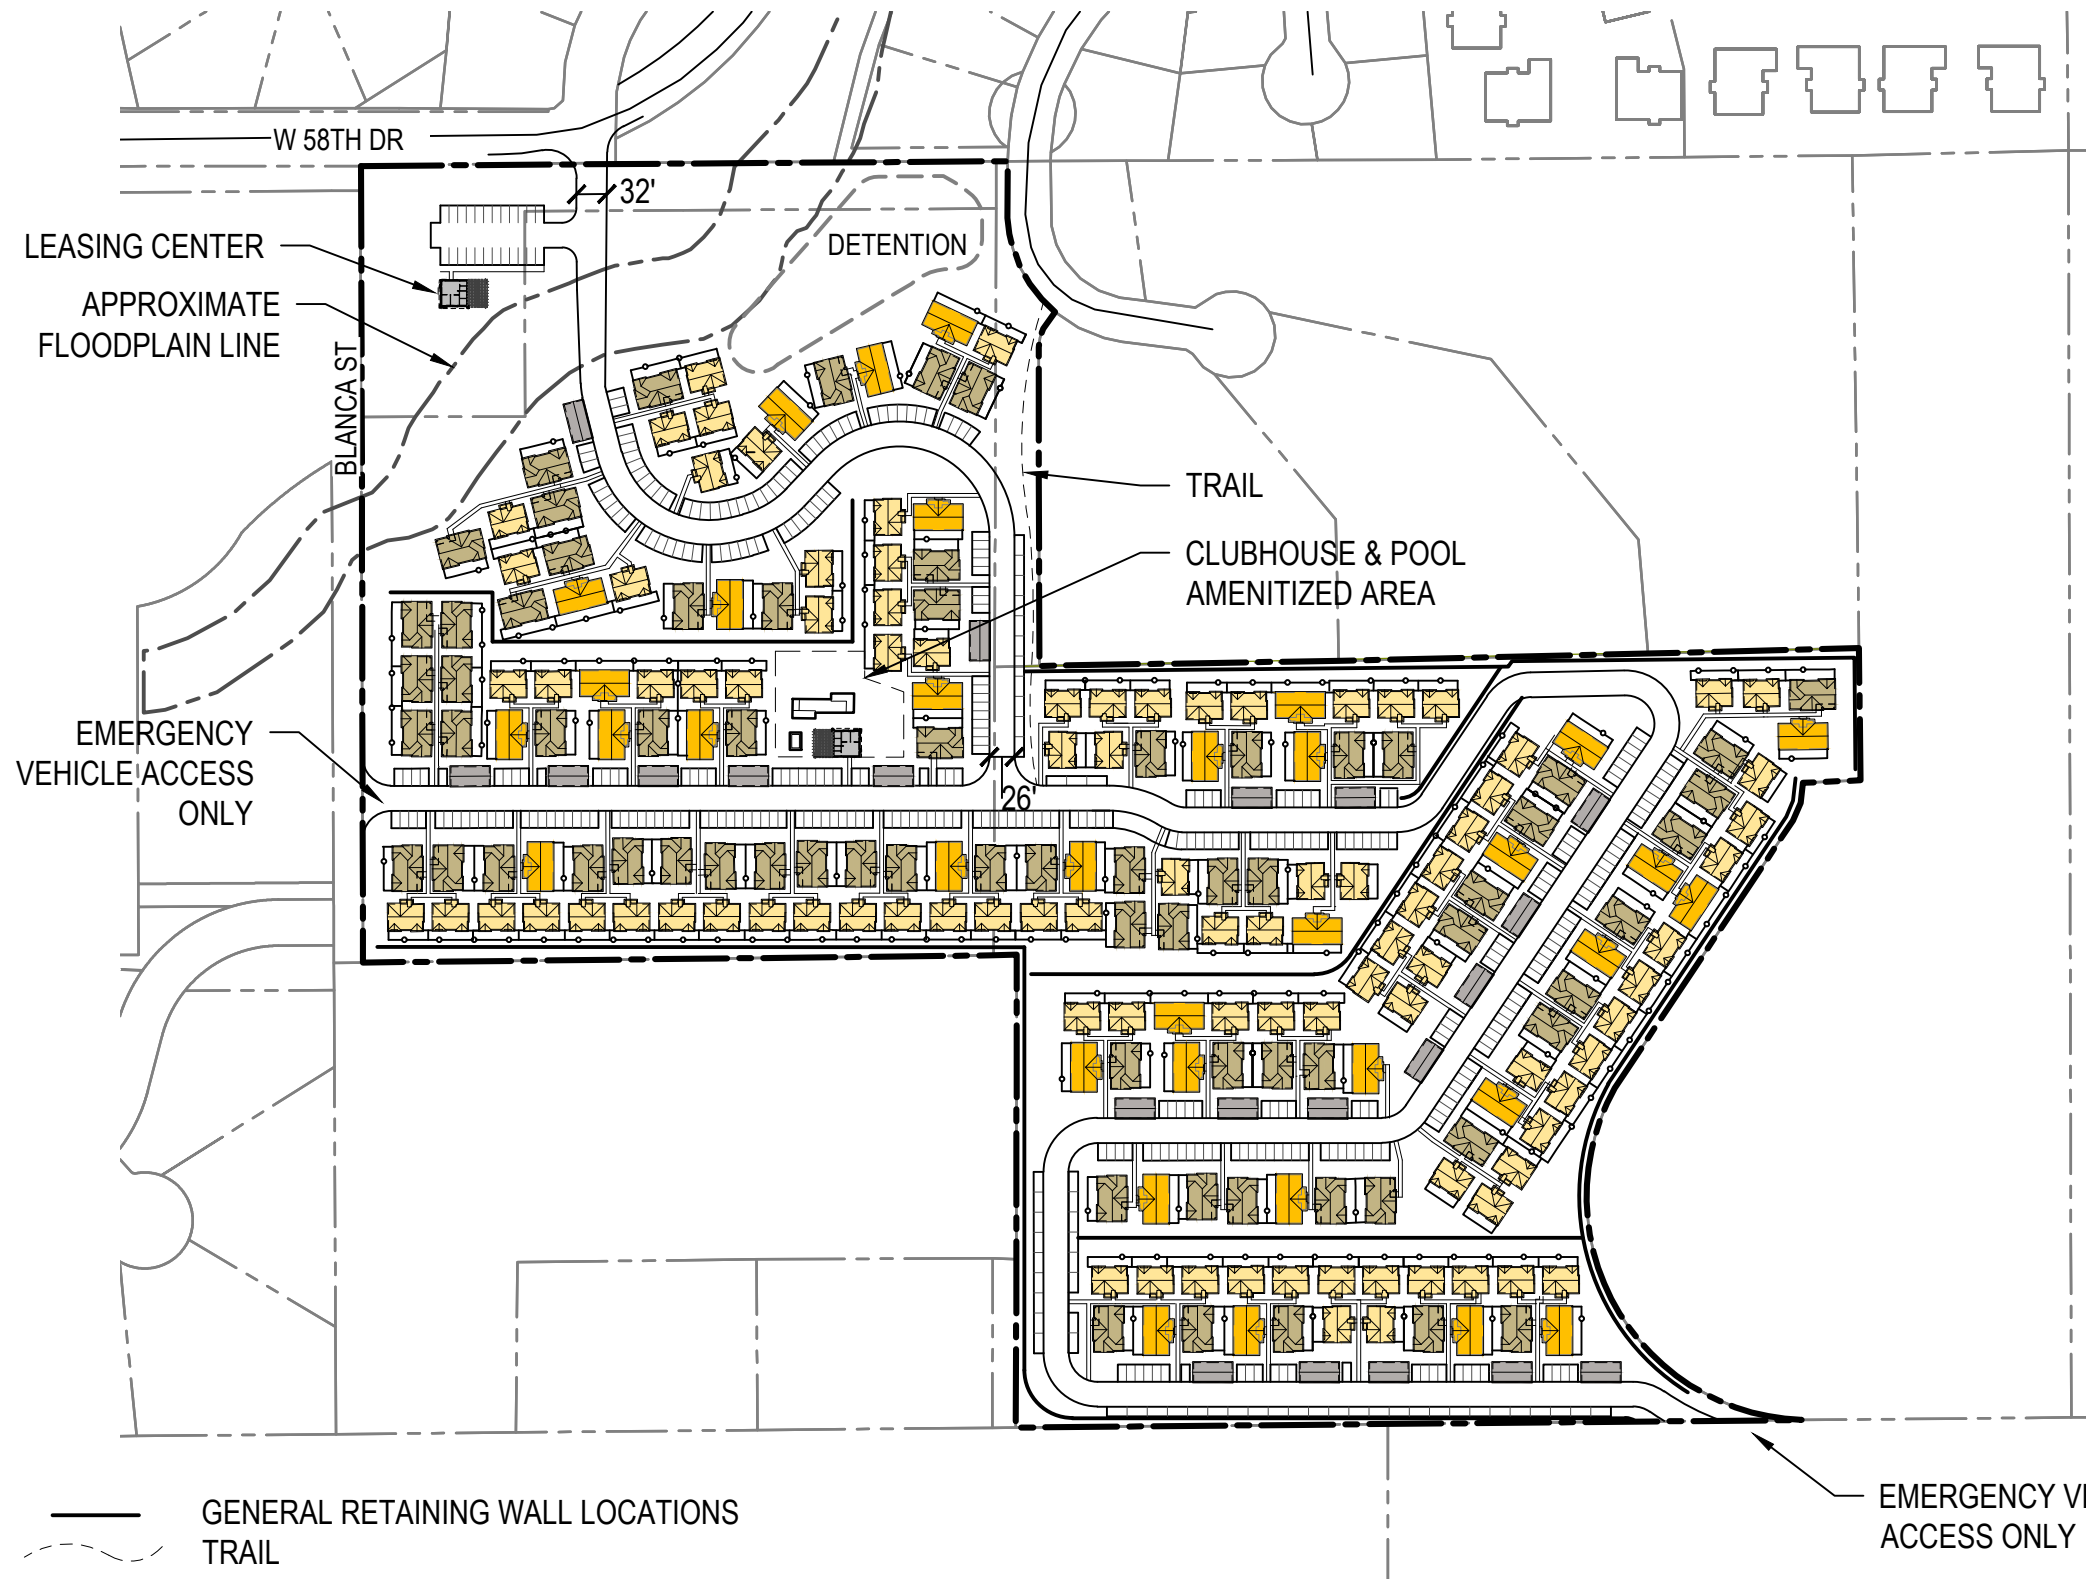 W 58TH DR
32'
LEASING CENTER
DETENTION
APPROXIMATE
FLOODPLAIN LINE
BLANCA ST
TRAIL
CLUBHOUSE & POOL
AMENITIZED AREA
EMERGENCY
VEHICLE ACCESS
ONLY
26'
EMERGENCY
ACCESS ONLY
GENERAL RETAINING WALL LOCATIONS
TRAIL